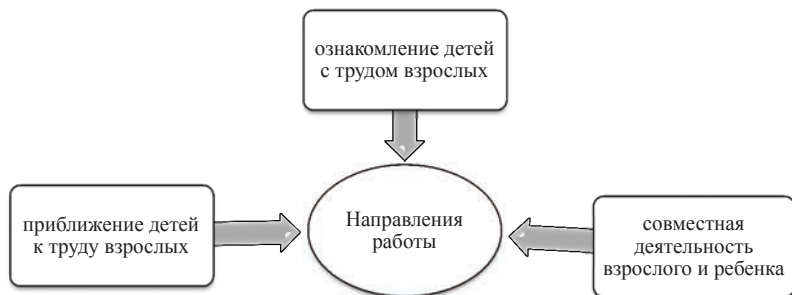 ознакомление детей
с трудом взрослых
приближение детей
к труду взрослых
Направления
работы
совместная
деятельность
взрослого и ребенка